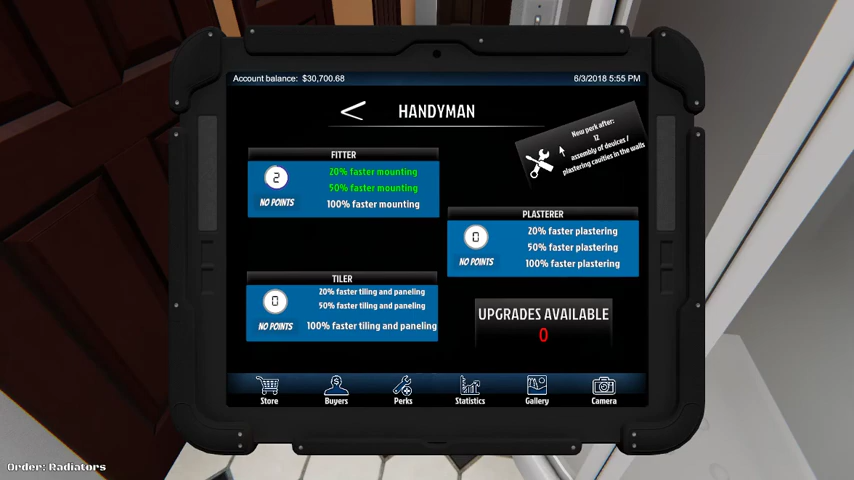 Account balance: $30,700.68
6/3/2018 5:55 PM
<
HANDYMAN
New perk after:
12
assembly of devices /
plastering cavities in the walls
FITTER
2
NO POINTS
20% faster mounting
50% faster mounting
100% faster mounting
PLASTERER
0
NO POINTS
20% faster plastering
50% faster plastering
100% faster plastering
TILER
0
NO POINTS
20% faster tiling and paneling
50% faster tiling and paneling
100% faster tiling and paneling
UPGRADES AVAILABLE
0
Store
Buyers
Perks
Statistics
Gallery
Camera
Order: Radiators